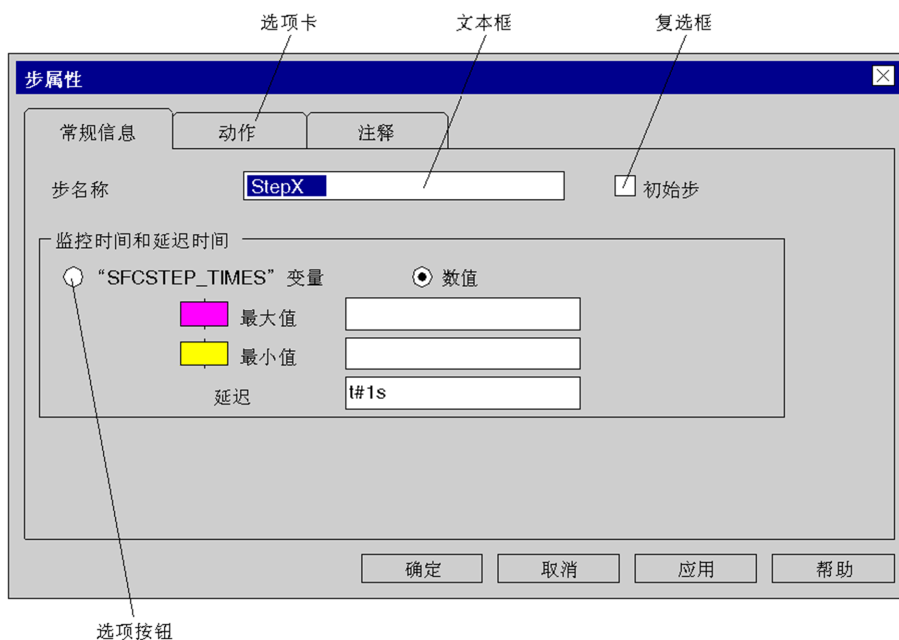 选项卡 文本框 复选框
步属性
常规信息 动作 注释
步名称 StepX 初始步
监控时间和延迟时间
“SFCSTEP_TIMES”变量 数值
最大值
最小值
延迟 t#1s
确定 取消 应用 帮助
选项按钮